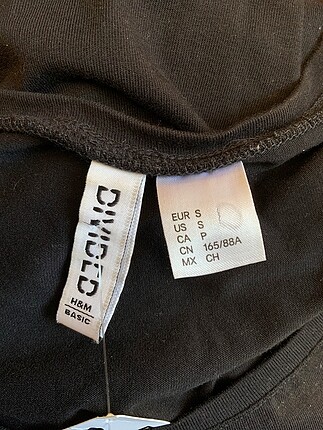 DIVIDED
H&M
BASIC
EUR S
US S
CA P
CN 165/88A
MX CH